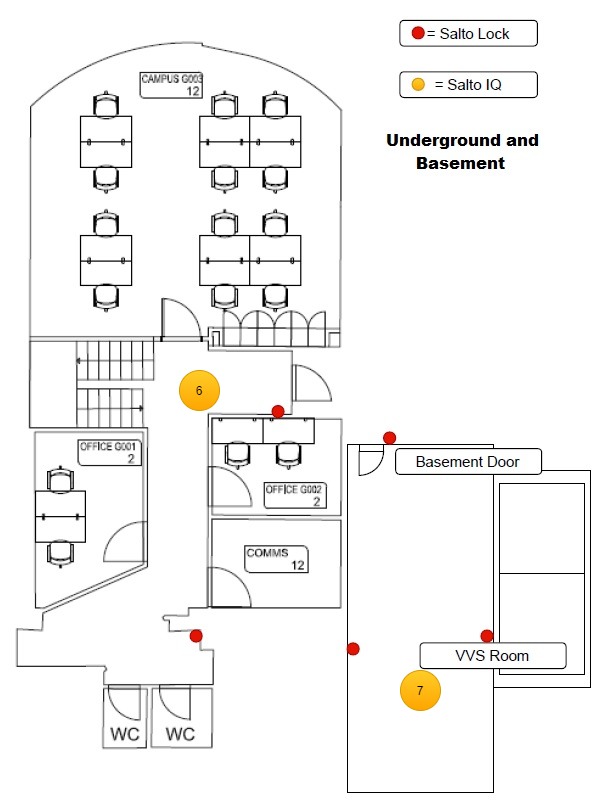 = Salto Lock
= Salto IQ
Underground and
Basement
CAMPUS G003
12
6
OFFICE G001
2
OFFICE G002
2
Basement Door
COMMS
12
VVS Room
7
WC
WC